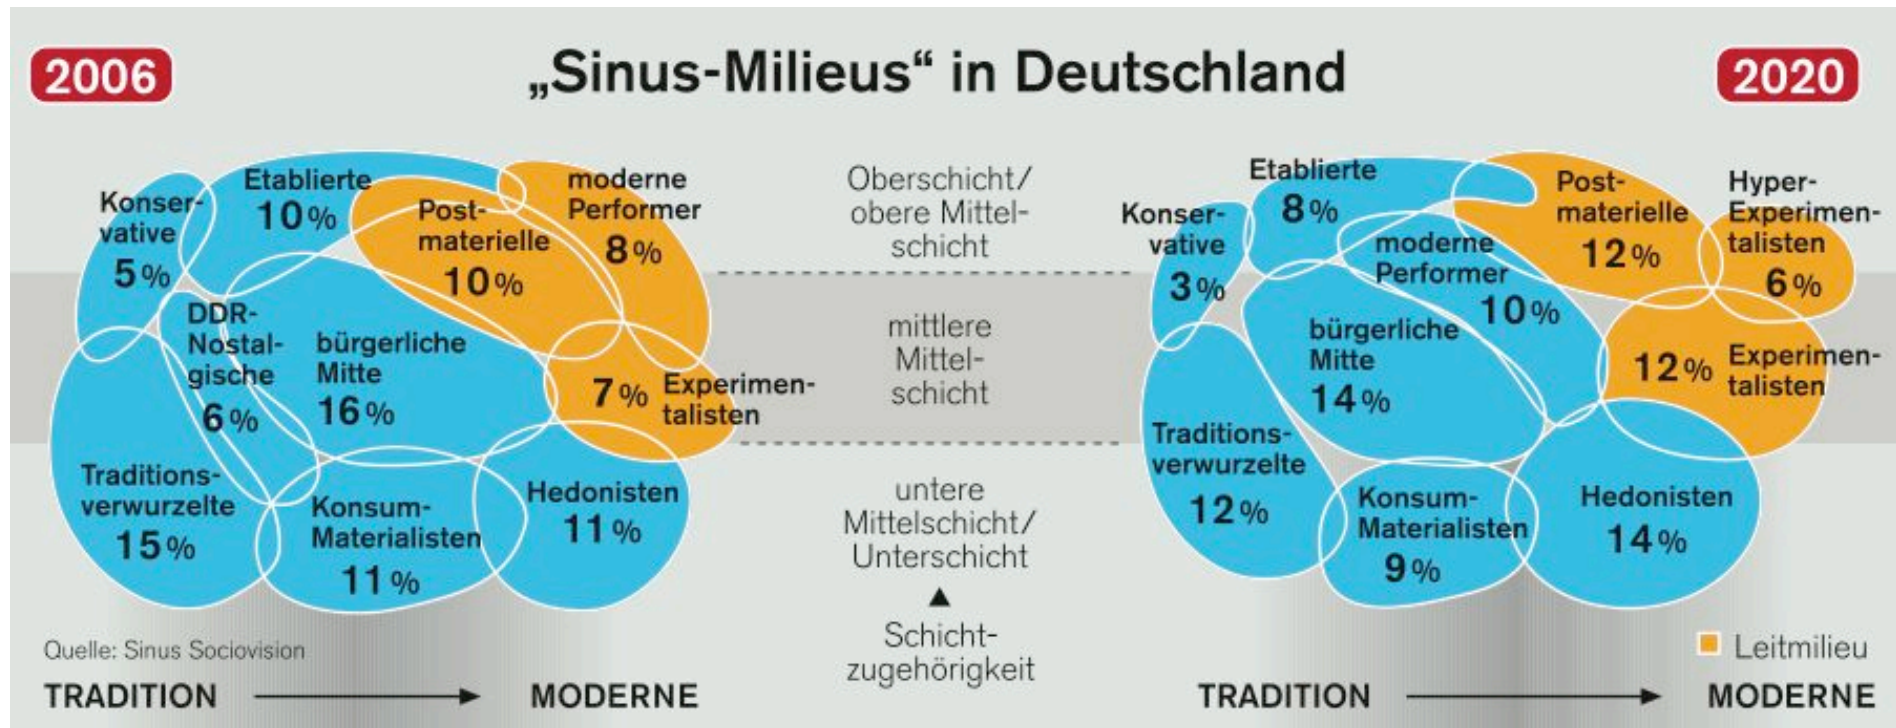 2006
„Sinus-Milieus“ in Deutschland
2020
Konser-
vative
5 %
Etablierte
10 %
Post-
materielle
10 %
moderne
Performer
8 %
DDR-
Nostal-
gische
6 %
bürgerliche
Mitte
16 %
7 % Experimen-
talisten
Traditions-
verwurzelte
15 %
Konsum-
Materialisten
11 %
Hedonisten
11 %
Oberschicht/
obere Mittel-
schicht
mittlere
Mittel-
schicht
untere
Mittelschicht/
Unterschicht
▲
Schicht-
zugehörigkeit
Konser-
vative
3 %
Etablierte
8 %
moderne
Performer
10 %
Post-
materielle
12 %
Hyper-
Experimen-
talisten
6 %
bürgerliche
Mitte
14 %
12 % Experimen-
talisten
Traditions-
verwurzelte
12 %
Konsum-
Materialisten
9 %
Hedonisten
14 %
Quelle: Sinus Sociovision
Leitmilieu
TRADITION → MODERNE
TRADITION → MODERNE